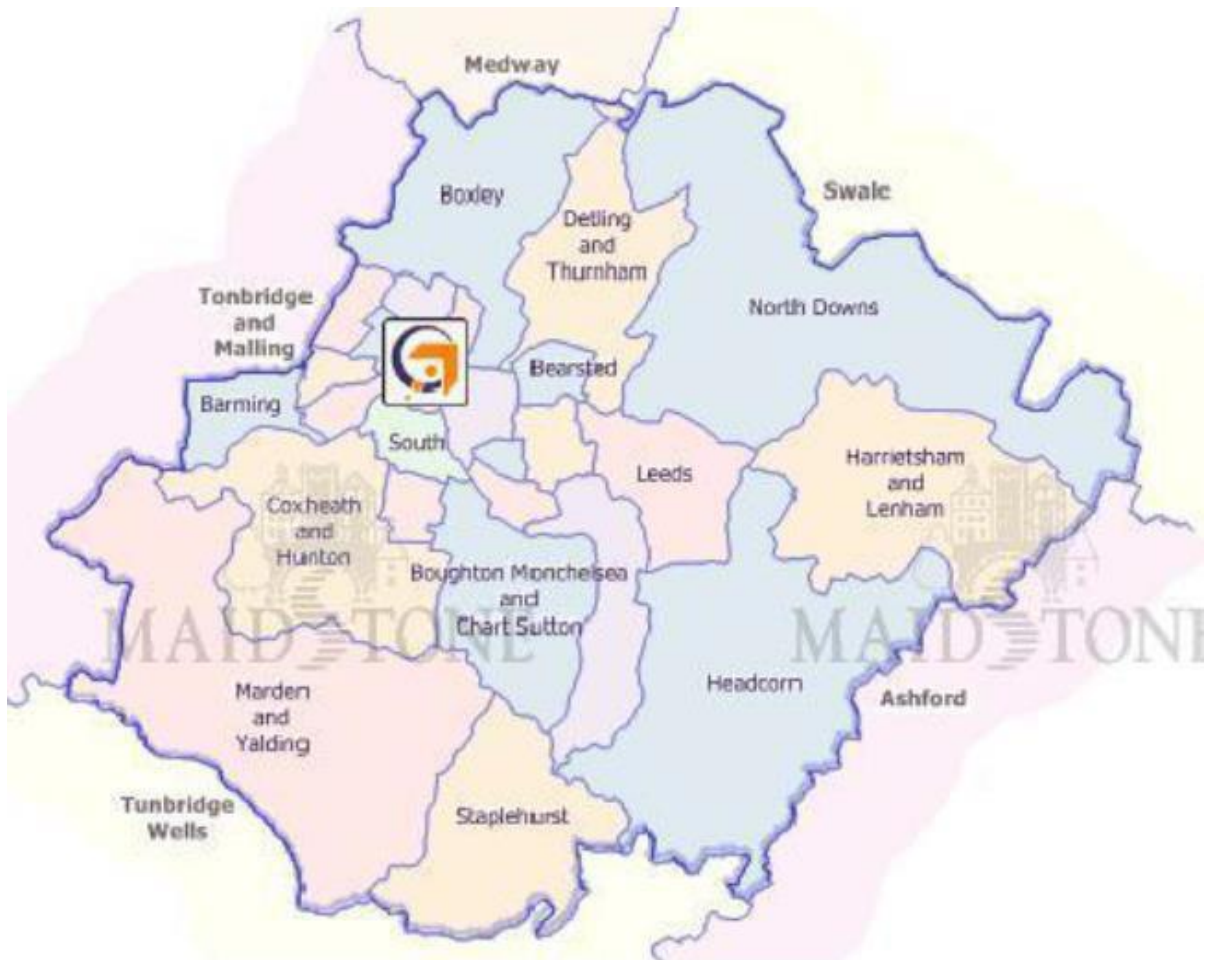 Medway
Boxley
Swale
Detling
and
Thurnham
Tonbridge
and
Malling
North Downs
Bearsted
Barming
South
Leeds
Harrietsham
and
Lenham
Coxheath
and
Hunton
Boughton Monchelsea
and
Chart Sutton
MAIDSTONE
MAIDSTONE
Marden
and
Yalding
Headcorn
Ashford
Tunbridge
Wells
Staplehurst